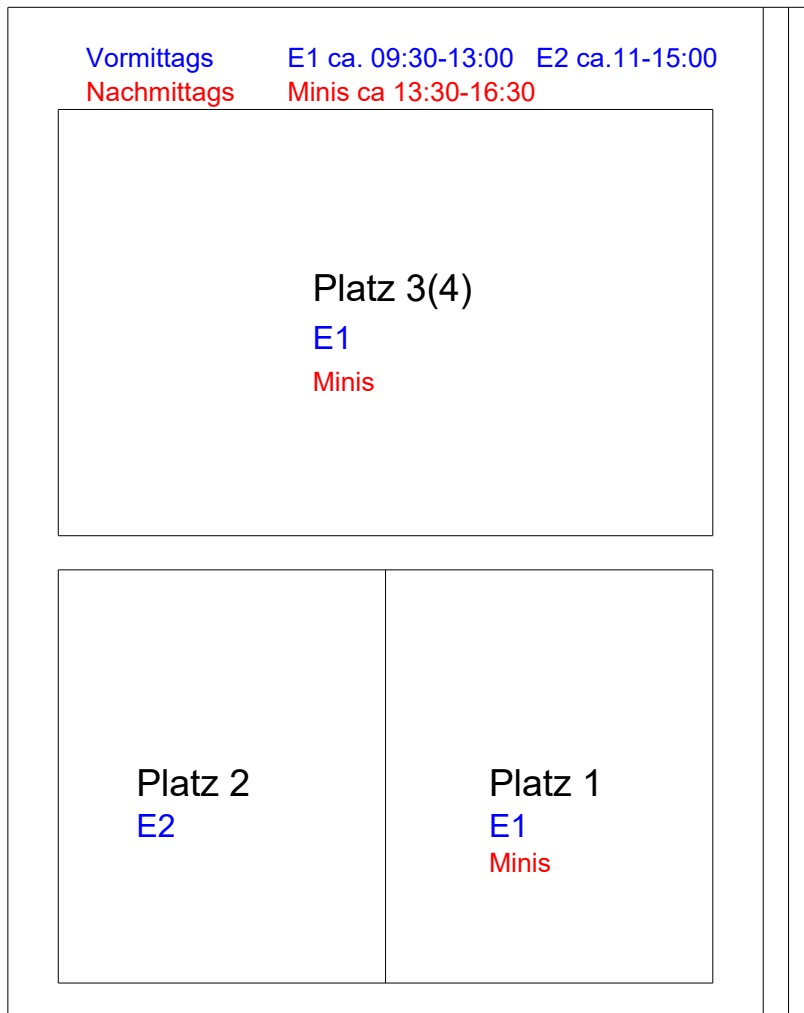 Vormittags E1 ca. 09:30-13:00 E2 ca.11-15:00
Nachmittags Minis ca 13:30-16:30
Platz 3(4)
E1
Minis
Platz 2
E2
Platz 1
E1
Minis